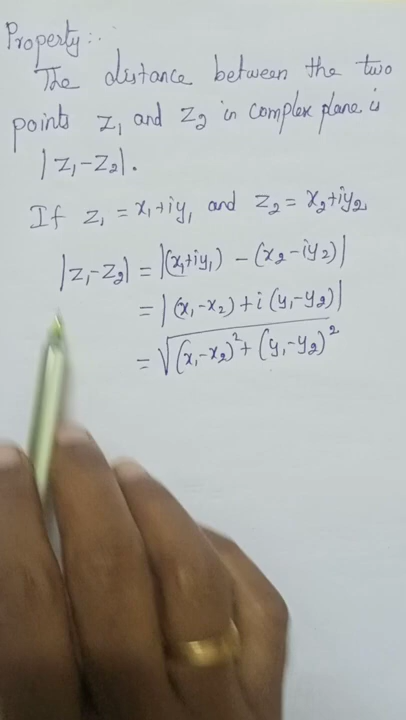 Property:-
The distance between the two
points z₁ and z₂ in complex plane is
|z₁-z₂|.
If z₁ = x₁+iy₁ and z₂ = x₂+iy₂
|z₁-z₂| = |(x₁+iy₁) - (x₂-iy₂)|
= |(x₁-x₂)+i(y₁-y₂)|
= √(x₁-x₂)²+(y₁-y₂)²